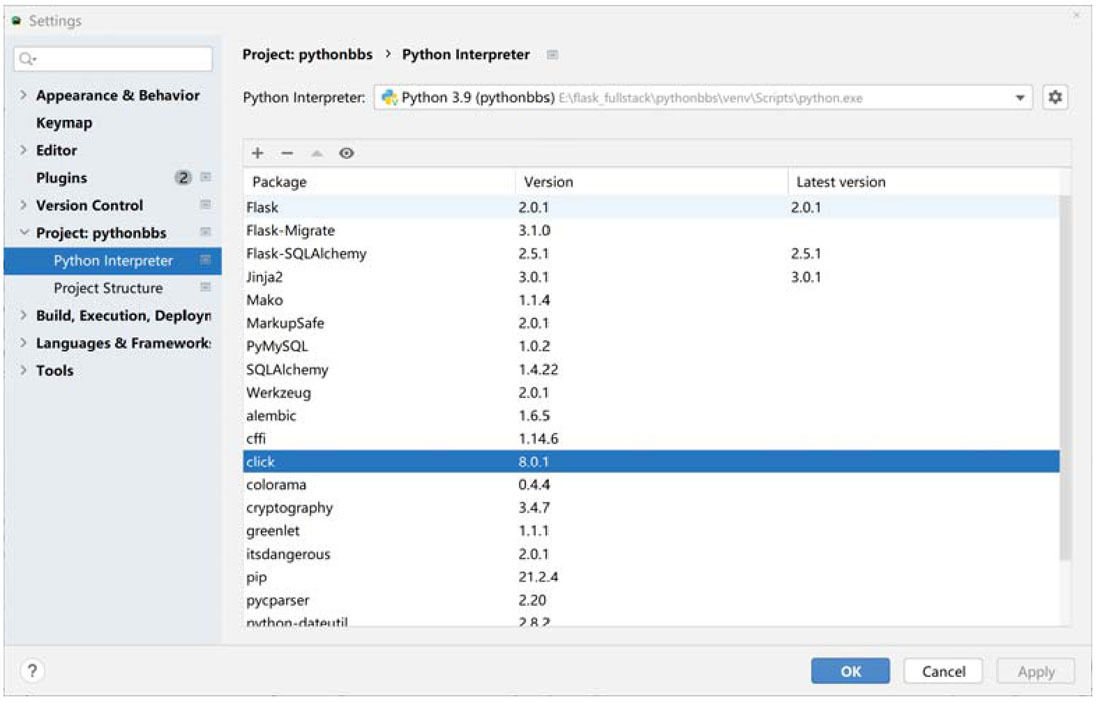 Settings
Project: pythonbbs › Python Interpreter
Appearance & Behavior
Keymap
Editor
Plugins 2
Version Control
Project: pythonbbs
Python Interpreter
Project Structure
Build, Execution, Deployn
Languages & Framework:
Tools
Python Interpreter: Python 3.9 (pythonbbs) E:\flask_fullstack\pythonbbs\venv\Scripts\python.exe
Package Version Latest version
Flask 2.0.1 2.0.1
Flask-Migrate 3.1.0
Flask-SQLAlchemy 2.5.1 2.5.1
Jinja2 3.0.1 3.0.1
Mako 1.1.4
MarkupSafe 2.0.1
PyMySQL 1.0.2
SQLAlchemy 1.4.22
Werkzeug 2.0.1
alembic 1.6.5
cffi 1.14.6
click 8.0.1
colorama 0.4.4
cryptography 3.4.7
greenlet 1.1.1
itsdangerous 2.0.1
pip 21.2.4
pycparser 2.20
python-dateutil 2.8.2
? OK Cancel Apply